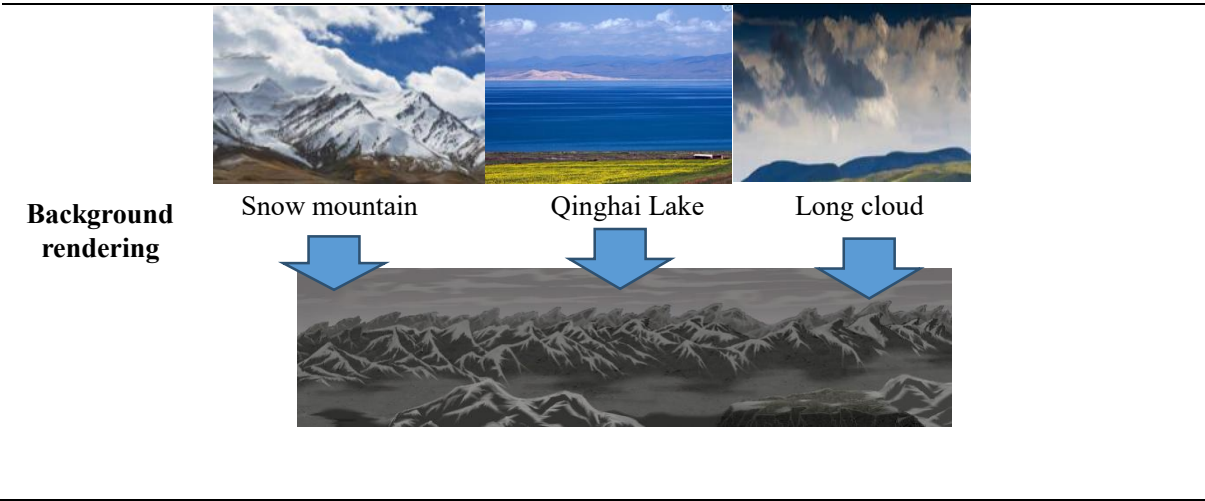 Snow mountain
Qinghai Lake
Long cloud
Background
rendering